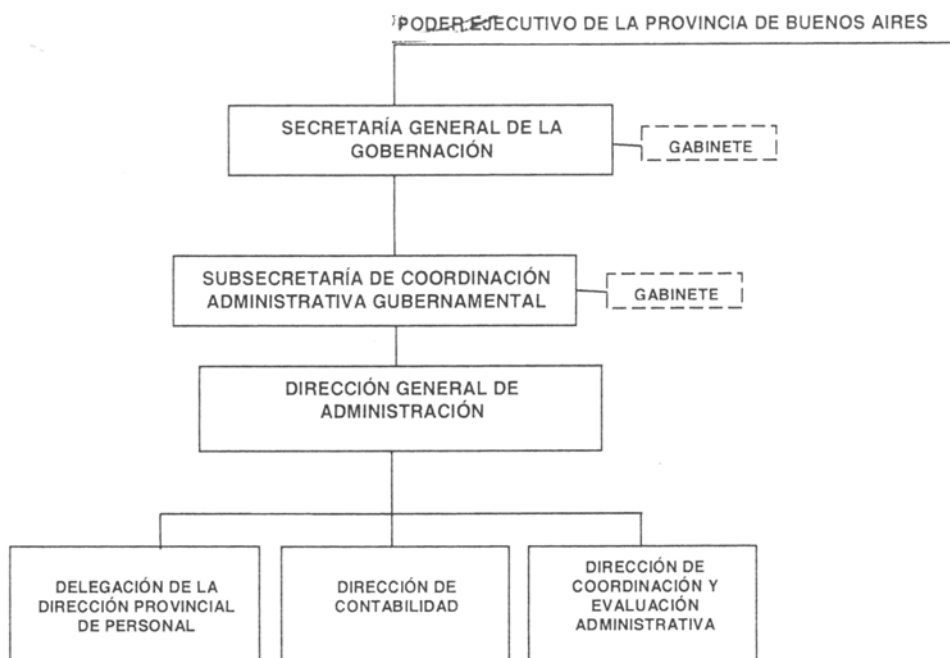 PODER EJECUTIVO DE LA PROVINCIA DE BUENOS AIRES
SECRETARÍA GENERAL DE LA
GOBERNACIÓN
GABINETE
SUBSECRETARÍA DE COORDINACIÓN
ADMINISTRATIVA GUBERNAMENTAL
GABINETE
DIRECCIÓN GENERAL DE
ADMINISTRACIÓN
DELEGACIÓN DE LA
DIRECCIÓN PROVINCIAL
DE PERSONAL
DIRECCIÓN DE
CONTABILIDAD
DIRECCIÓN DE
COORDINACIÓN Y
EVALUACIÓN
ADMINISTRATIVA